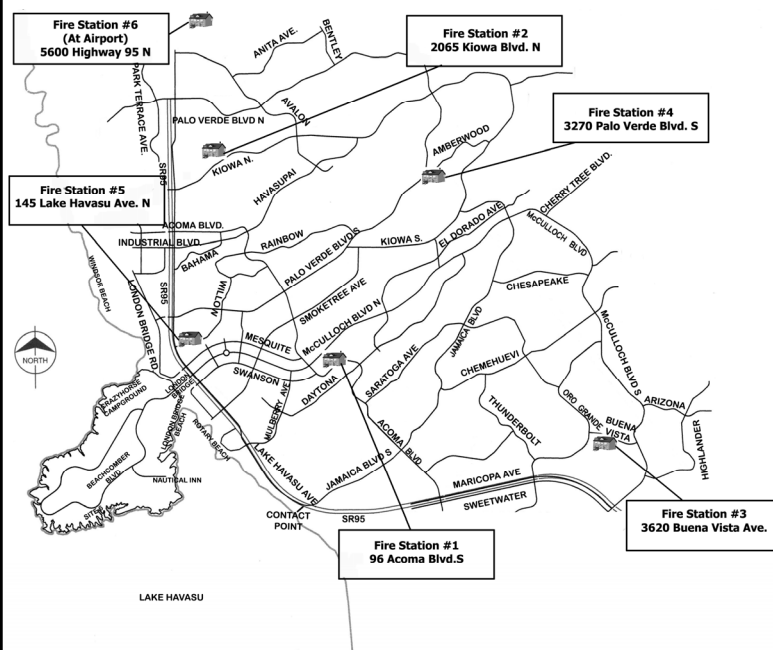 Fire Station #6
(At Airport)
5600 Highway 95 N
Fire Station #2
2065 Kiowa Blvd. N
BENTLEY
ANITA AVE.
PARK TERRACE AVE.
AVALON
PALO VERDE BLVD N
Fire Station #4
3270 Palo Verde Blvd. S
AMBERWOOD
KIOWA N.
SR95
HAVASUPAI
CHERRY TREE BLVD.
Fire Station #5
145 Lake Havasu Ave. N
ACOMA BLVD.
INDUSTRIAL BLVD.
RAINBOW
KIOWA S.
EL DORADO AVE
McCULLOCH BLVD
BAHAMA
PALO VERDE BLVD S
WINDSOR BEACH
SR95
WILLOW
CHESAPEAKE
LONDON BRIDGE RD
SMOKETREE AVE
McCULLOCH BLVD N
JAMAICA BLVD
McCULLOCH BLVD S
NORTH
MESQUITE
SWANSON
CHEMEHUEVI
LONDON
BRIDGE
DAYTONA
SARATOGA AVE
CRAZYHORSE
CAMPGROUND
MULBERRY AVE
ORO GRANDE
ARIZONA
THUNDERBOLT
LONDON BRIDGE
BEACH
ROTARY BEACH
ACOMA BLVD
BUENA
VISTA
HIGHLANDER
BEACHCOMBER
BLVD.
LAKE HAVASU AVE
JAMAICA BLVD S
NAUTICAL INN
MARICOPA AVE
SWEETWATER
SITE 6
CONTACT
POINT
SR95
Fire Station #3
3620 Buena Vista Ave.
Fire Station #1
96 Acoma Blvd.S
LAKE HAVASU